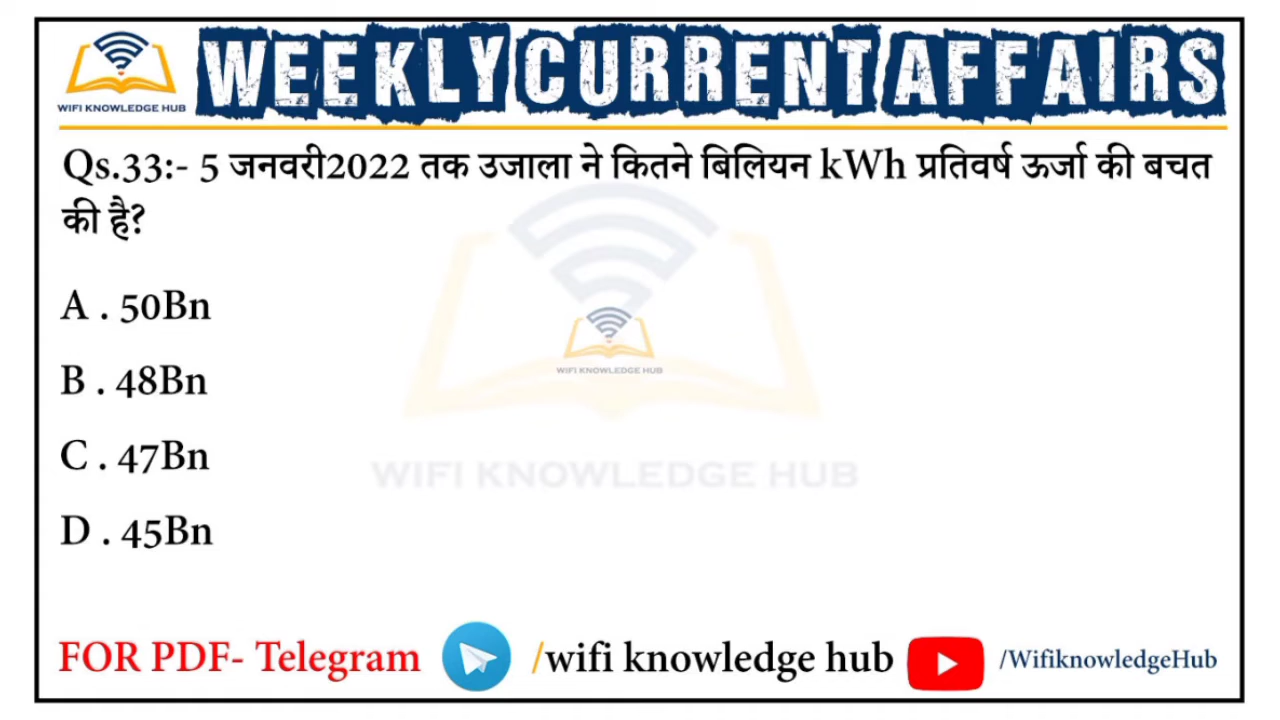 WIFI KNOWLEDGE HUB
WEEKLY CURRENT AFFAIRS
Qs.33:- 5 जनवरी2022 तक उजाला ने कितने बिलियन kWh प्रतिवर्ष ऊर्जा की बचत
की है?
A . 50Bn
B . 48Bn
WIFI KNOWLEDGE HUB
C . 47Bn
WIFI KNOWLEDGE HUB
D . 45Bn
FOR PDF- Telegram /wifi knowledge hub /WifiknowledgeHub